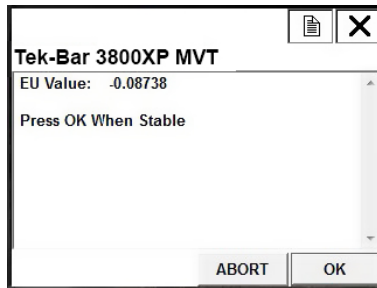 Tek-Bar 3800XP MVT
EU Value: -0.08738
Press OK When Stable
ABORT OK